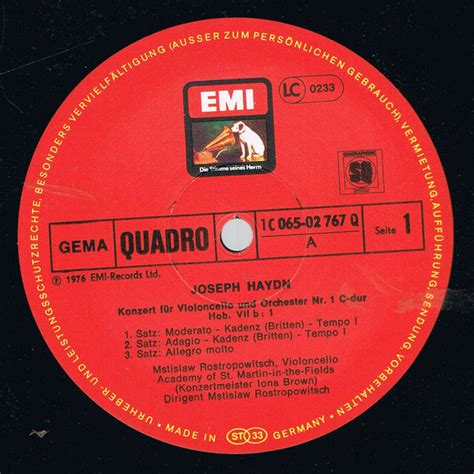 URHEBER- UND LEISTUNGSSCHUTZRECHTE, BESONDERS VERVIELFÄLTIGUNG (AUSSER ZUM PERSÖNLICHEN GEBRAUCH), VERMIETUNG, AUFFÜHRUNG, SENDUNG, VORBEHALTEN
EMI
LC 0233
Die Stimme seines Herrn
QUADRAPHONIC
SQ
GEMA
QUADRO
1C 065-02 767 Q
A
Seite 1
Ⓟ 1976 EMI-Records Ltd.
JOSEPH HAYDN
Konzert für Violoncello und Orchester Nr. 1 C-dur
Hob. VII b: 1
1. Satz: Moderato - Kadenz (Britten) - Tempo I
2. Satz: Adagio - Kadenz (Britten) - Tempo I
3. Satz: Allegro molto
Mstislaw Rostropowitsch, Violoncello
Academy of St. Martin-in-the-Fields
(Konzertmeister Iona Brown)
Dirigent Mstislaw Rostropowitsch
• MADE IN ST 33 GERMANY •